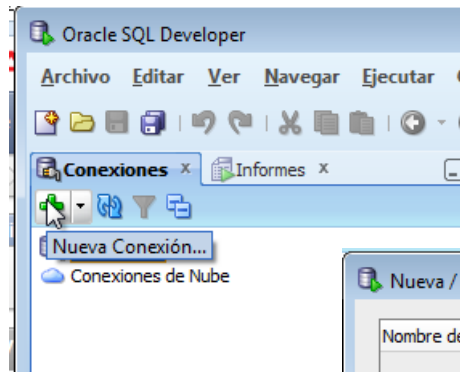 Oracle SQL Developer
Archivo Editar Ver Navegar Ejecutar
Conexiones x Informes x
Nueva Conexión...
Conexiones de Nube
Nueva /
Nombre de